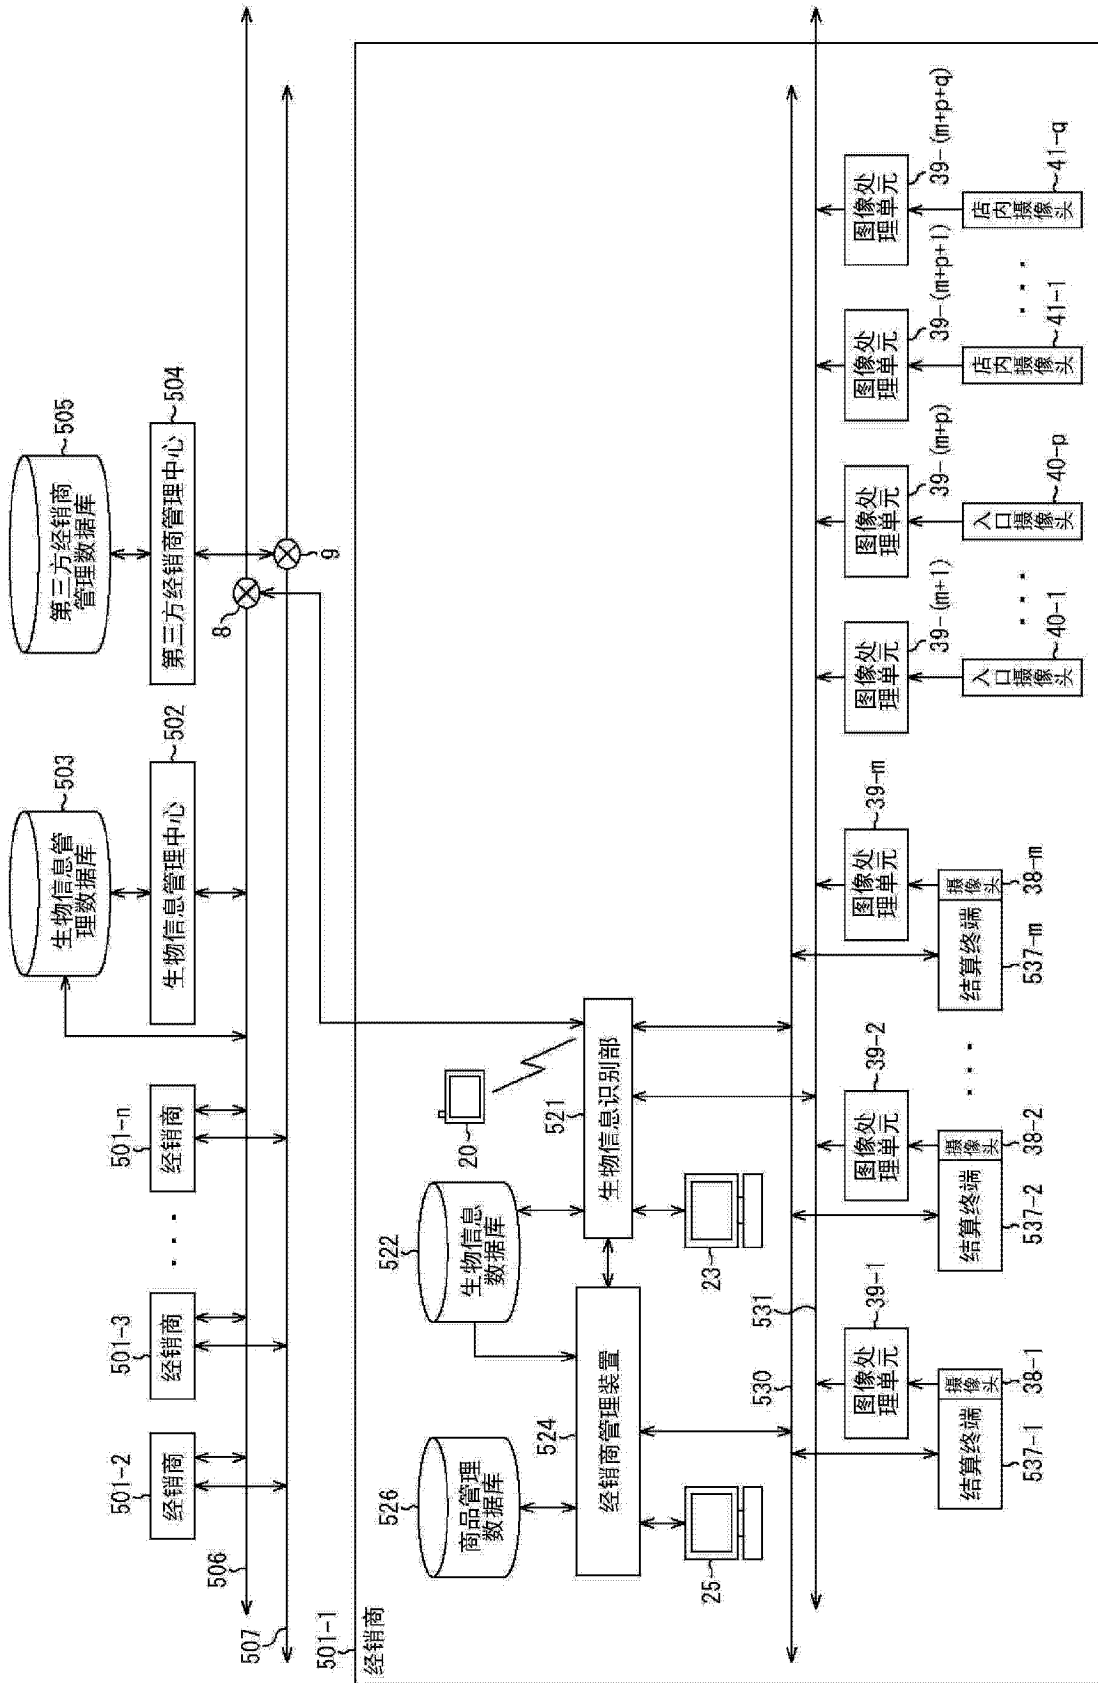 505
第三方经销商
管理数据库
504
第三方经销商管理中心
503
生物信息管
理数据库
502
生物信息管理中心
501-n
经销商
501-3
经销商
501-2
经销商
506
507
8
9
501-1
经销商
20
521
生物信息识别部
522
生物信息
数据库
23
524
经销商管理装置
526
商品管理
数据库
25
530
531
39-1
图像处
理单元
38-1
摄像头
537-1
结算终端
39-2
图像处
理单元
38-2
摄像头
537-2
结算终端
39-m
图像处
理单元
38-m
摄像头
537-m
结算终端
39-(m+1)
图像处
理单元
40-1
入口摄像头
39-(m+p)
图像处
理单元
40-p
入口摄像头
39-(m+p+1)
图像处
理单元
41-1
店内摄像头
39-(m+p+q)
图像处
理单元
41-q
店内摄像头